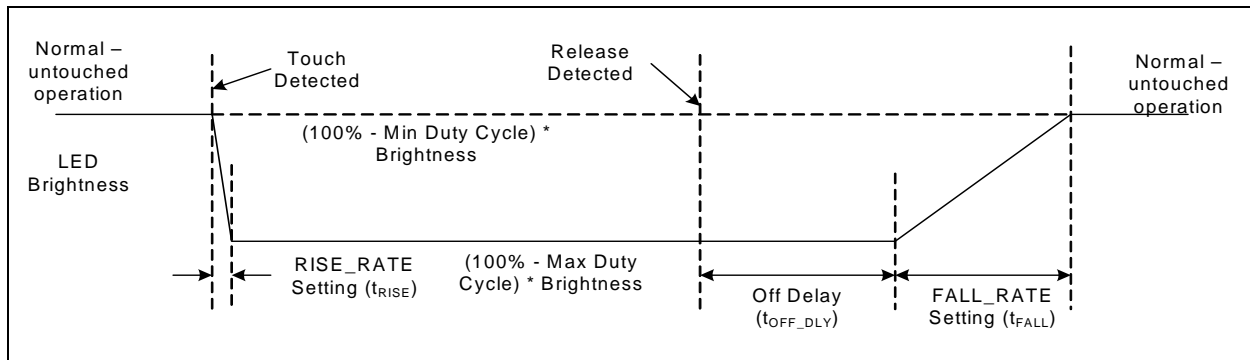 Normal –
untouched
operation
Touch
Detected
Release
Detected
Normal –
untouched
operation
(100% - Min Duty Cycle) *
Brightness
LED
Brightness
RISE_RATE
Setting (tRISE)
(100% - Max Duty
Cycle) * Brightness
Off Delay
(tOFF_DLY)
FALL_RATE
Setting (tFALL)